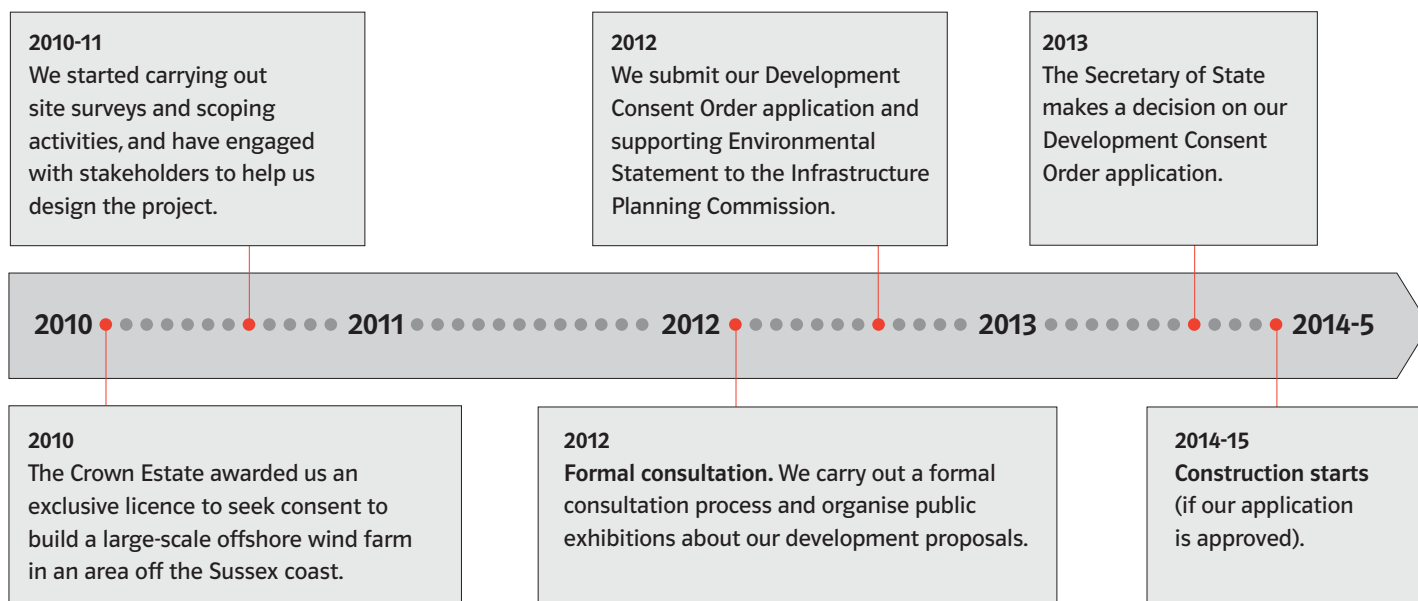 2010-11
We started carrying out
site surveys and scoping
activities, and have engaged
with stakeholders to help us
design the project.
2012
We submit our Development
Consent Order application and
supporting Environmental
Statement to the Infrastructure
Planning Commission.
2013
The Secretary of State
makes a decision on our
Development Consent
Order application.
2010 2011 2012 2013 2014-5
2010
The Crown Estate awarded us an
exclusive licence to seek consent to
build a large-scale offshore wind farm
in an area off the Sussex coast.
2012
Formal consultation. We carry out a formal
consultation process and organise public
exhibitions about our development proposals.
2014-15
Construction starts
(if our application
is approved).